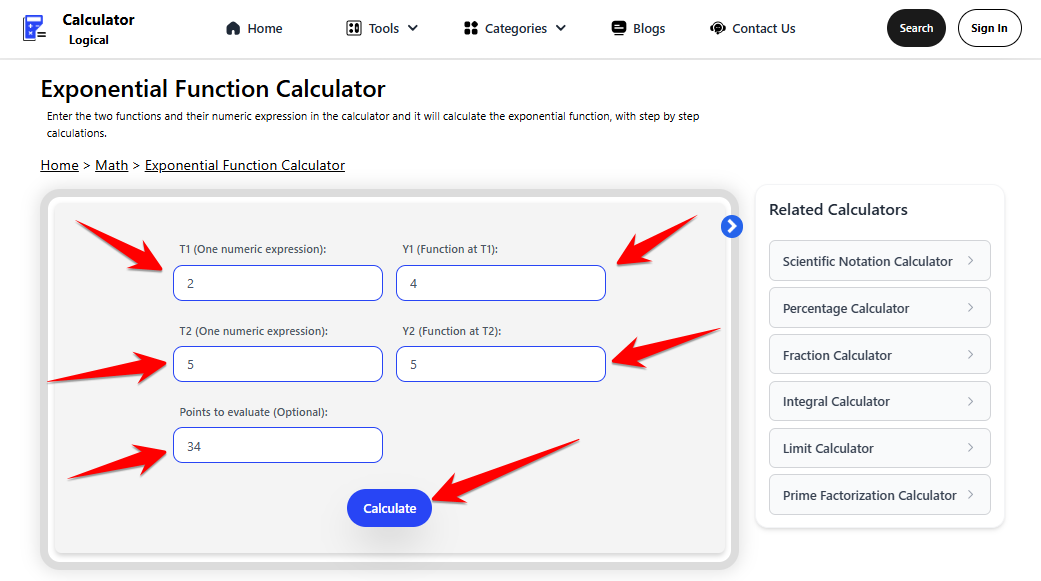 Calculator
Logical
Home
Tools
Categories
Blogs
Contact Us
Search
Sign In
Exponential Function Calculator
Enter the two functions and their numeric expression in the calculator and it will calculate the exponential function, with step by step
calculations.
Home > Math > Exponential Function Calculator
T1 (One numeric expression):
Y1 (Function at T1):
2
4
T2 (One numeric expression):
Y2 (Function at T2):
5
5
Points to evaluate (Optional):
34
Calculate
Related Calculators
Scientific Notation Calculator
Percentage Calculator
Fraction Calculator
Integral Calculator
Limit Calculator
Prime Factorization Calculator